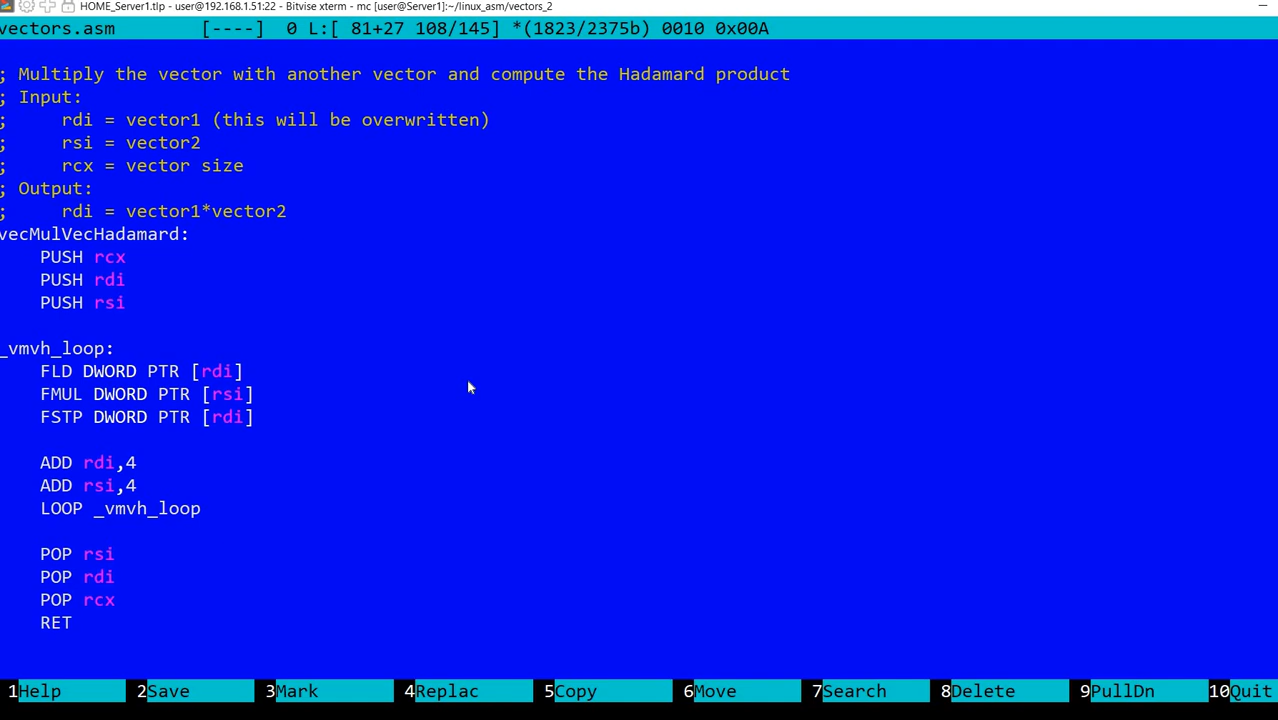 HOME_Server1.tlp - user@192.168.1.51:22 - Bitvise xterm - mc [user@Server1]:~/linux_asm/vectors_2
vectors.asm [----] 0 L:[ 81+27 108/145] *(1823/2375b) 0010 0x00A
; Multiply the vector with another vector and compute the Hadamard product
; Input:
; rdi = vector1 (this will be overwritten)
; rsi = vector2
; rcx = vector size
; Output:
; rdi = vector1*vector2
vecMulVecHadamard:
PUSH rcx
PUSH rdi
PUSH rsi
_vmvh_loop:
FLD DWORD PTR [rdi]
FMUL DWORD PTR [rsi]
FSTP DWORD PTR [rdi]
ADD rdi,4
ADD rsi,4
LOOP _vmvh_loop
POP rsi
POP rdi
POP rcx
RET
1Help 2Save 3Mark 4Replac 5Copy 6Move 7Search 8Delete 9PullDn 10Quit